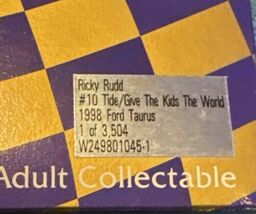 Ricky Rudd
#10 Tide/Give The Kids The World
1998 Ford Taurus
1 of 3,504
W249801045-1
Adult Collectable